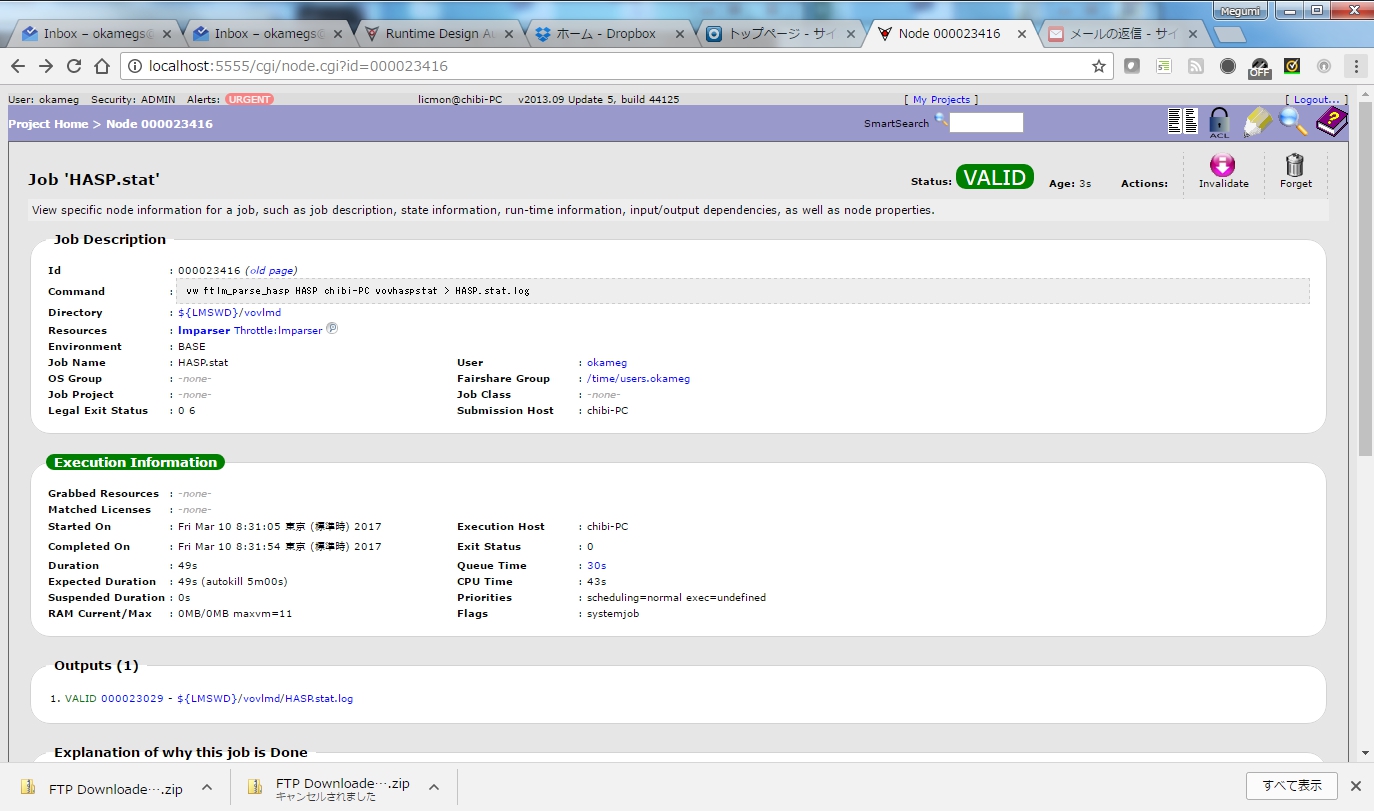 Megumi
Inbox – okamegs@
Inbox – okamegs@
Runtime Design Au
ホーム - Dropbox
トップページ - サイ
Node 000023416
メールの返信 - サイ
localhost:5555/cgi/node.cgi?id=000023416
OFF
User: okameg Security: ADMIN Alerts: URGENT licmon@chibi-PC v2013.09 Update 5, build 44125 [ My Projects ] [ Logout... ]
Project Home > Node 000023416 SmartSearch ACL
Job 'HASP.stat' Status: VALID Age: 3s Actions: Invalidate Forget
View specific node information for a job, such as job description, state information, run-time information, input/output dependencies, as well as node properties.
Job Description
Id : 000023416 (old page)
Command : vw ftlm_parse_hasp HASP chibi-PC vovhaspstat > HASP.stat.log
Directory : ${LMSWD}/vovlmd
Resources : lmparser Throttle:lmparser P
Environment : BASE
Job Name : HASP.stat User : okameg
OS Group : -none- Fairshare Group : /time/users.okameg
Job Project : -none- Job Class : -none-
Legal Exit Status : 0 6 Submission Host : chibi-PC
Execution Information
Grabbed Resources : -none-
Matched Licenses : -none-
Started On : Fri Mar 10 8:31:05 東京 (標準時) 2017 Execution Host : chibi-PC
Completed On : Fri Mar 10 8:31:54 東京 (標準時) 2017 Exit Status : 0
Duration : 49s Queue Time : 30s
Expected Duration : 49s (autokill 5m00s) CPU Time : 43s
Suspended Duration : 0s Priorities : scheduling=normal exec=undefined
RAM Current/Max : 0MB/0MB maxvm=11 Flags : systemjob
Outputs (1)
1. VALID 000023029 - ${LMSWD}/vovlmd/HASP.stat.log
Explanation of why this job is Done
FTP Downloade….zip
FTP Downloade….zip
キャンセルされました
すべて表示